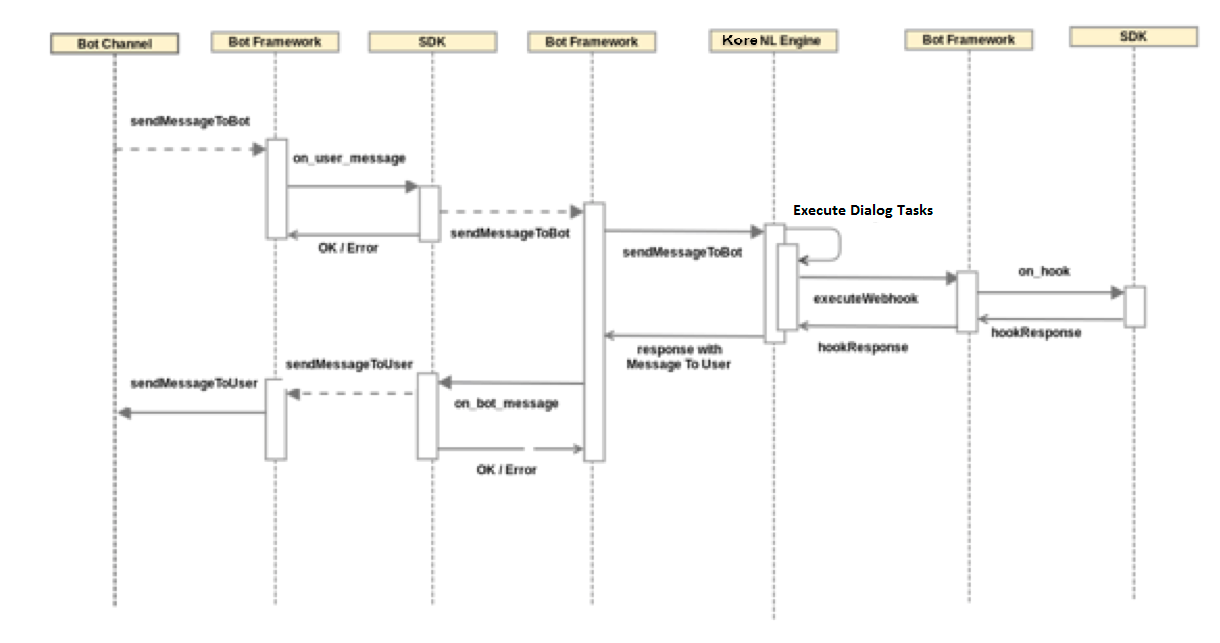 Bot Channel
Bot Framework
SDK
Bot Framework
Kore NL Engine
Bot Framework
SDK
sendMessageToBot
on_user_message
OK / Error
sendMessageToBot
sendMessageToBot
Execute Dialog Tasks
executeWebhook
on_hook
hookResponse
hookResponse
response with
Message To User
on_bot_message
sendMessageToUser
sendMessageToUser
OK / Error